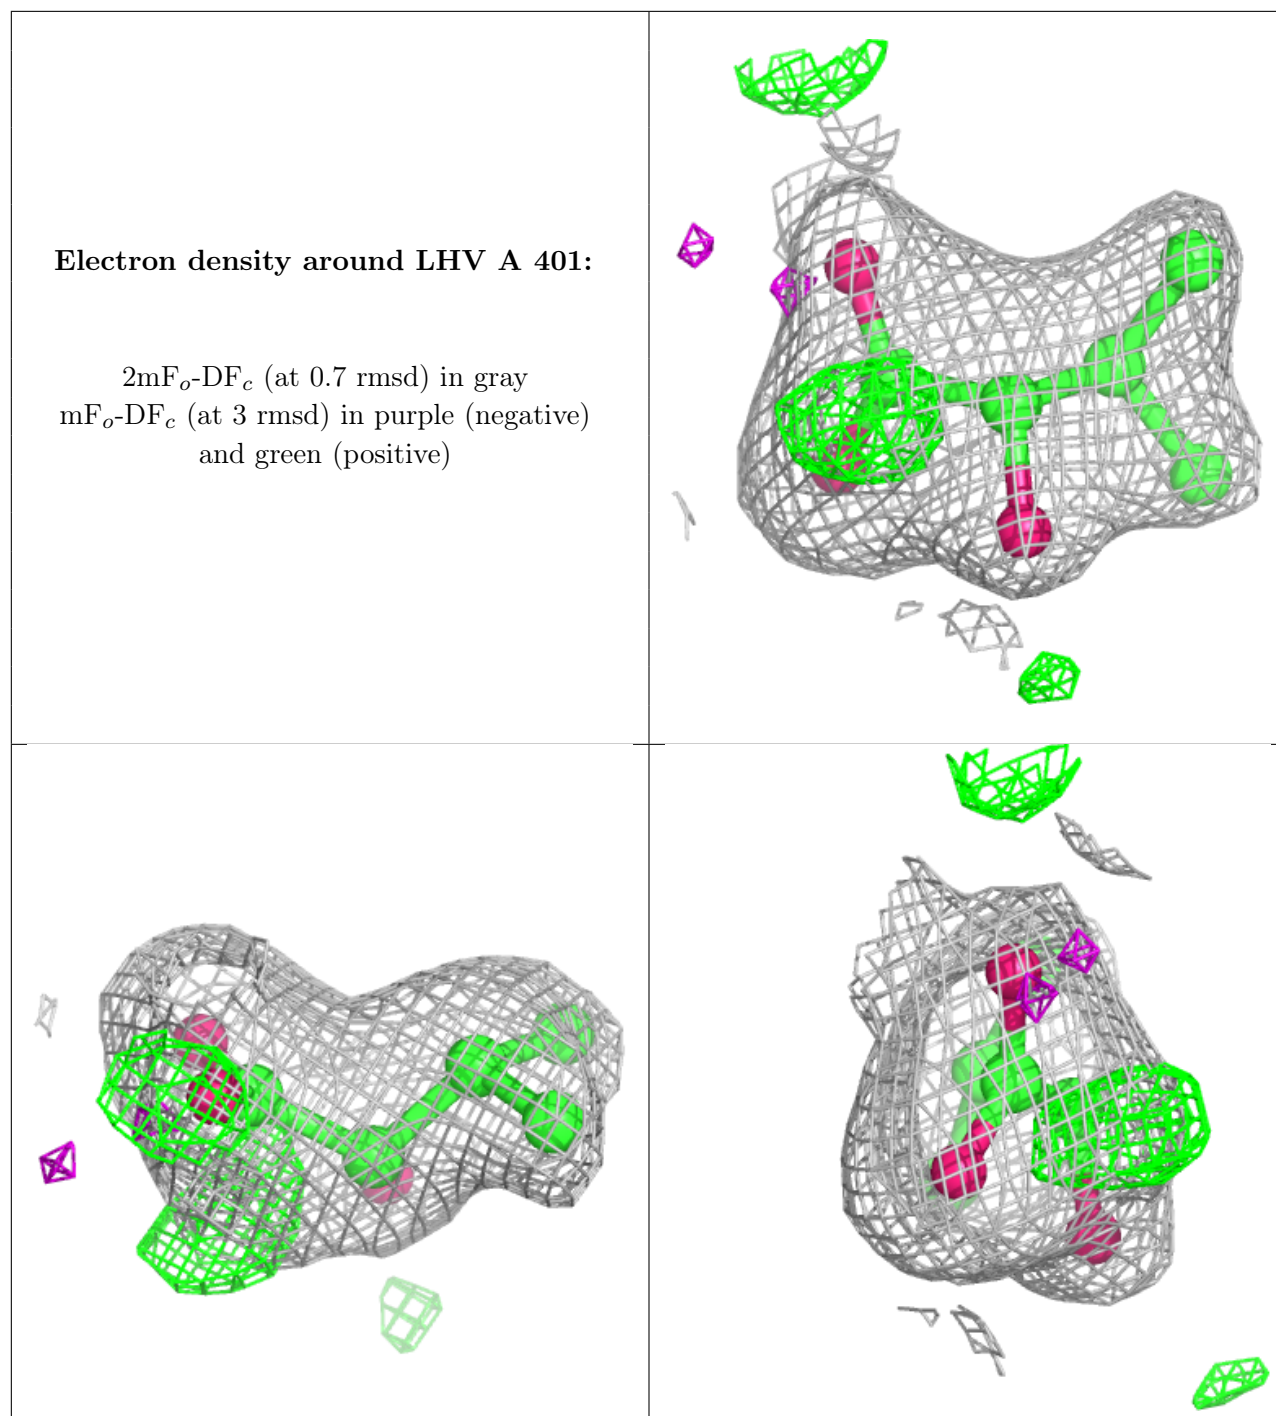 Electron density around LHV A 401:
2mFo-DFc (at 0.7 rmsd) in gray
mFo-DFc (at 3 rmsd) in purple (negative)
and green (positive)